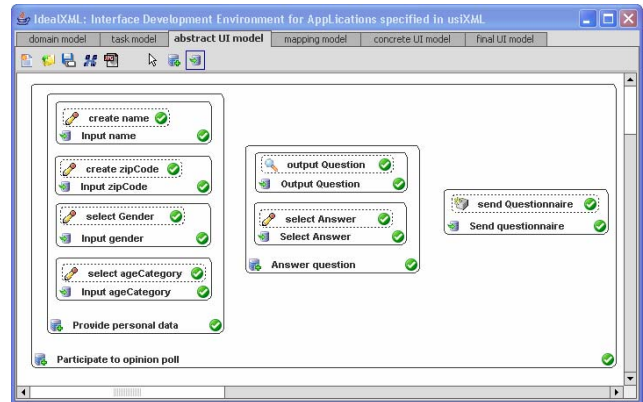 IdealXML: Interface Development Environment for AppLications specified in usiXML
domain model
task model
abstract UI model
mapping model
concrete UI model
final UI model
create name
Input name
create zipCode
Input zipCode
select Gender
Input gender
select ageCategory
Input ageCategory
Provide personal data
output Question
Output Question
select Answer
Select Answer
Answer question
send Questionnaire
Send questionnaire
Participate to opinion poll